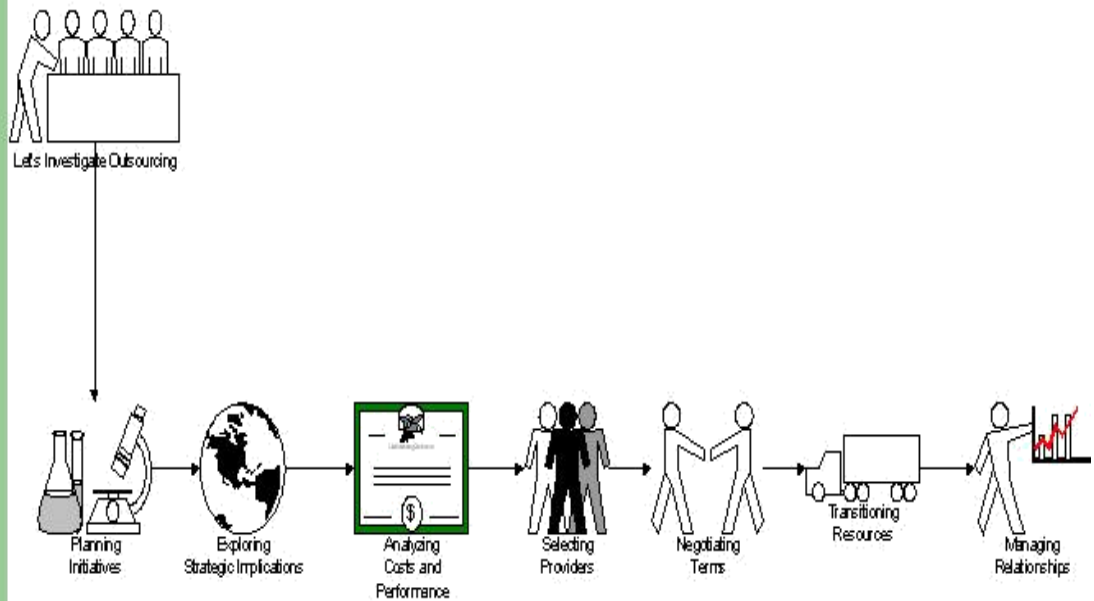 Let's Investigate Outsourcing
Planning
Initiatives
Exploring
Strategic Implications
Analyzing
Costs and
Performance
Selecting
Providers
Negotiating
Terms
Transitioning
Resources
Managing
Relationships
$